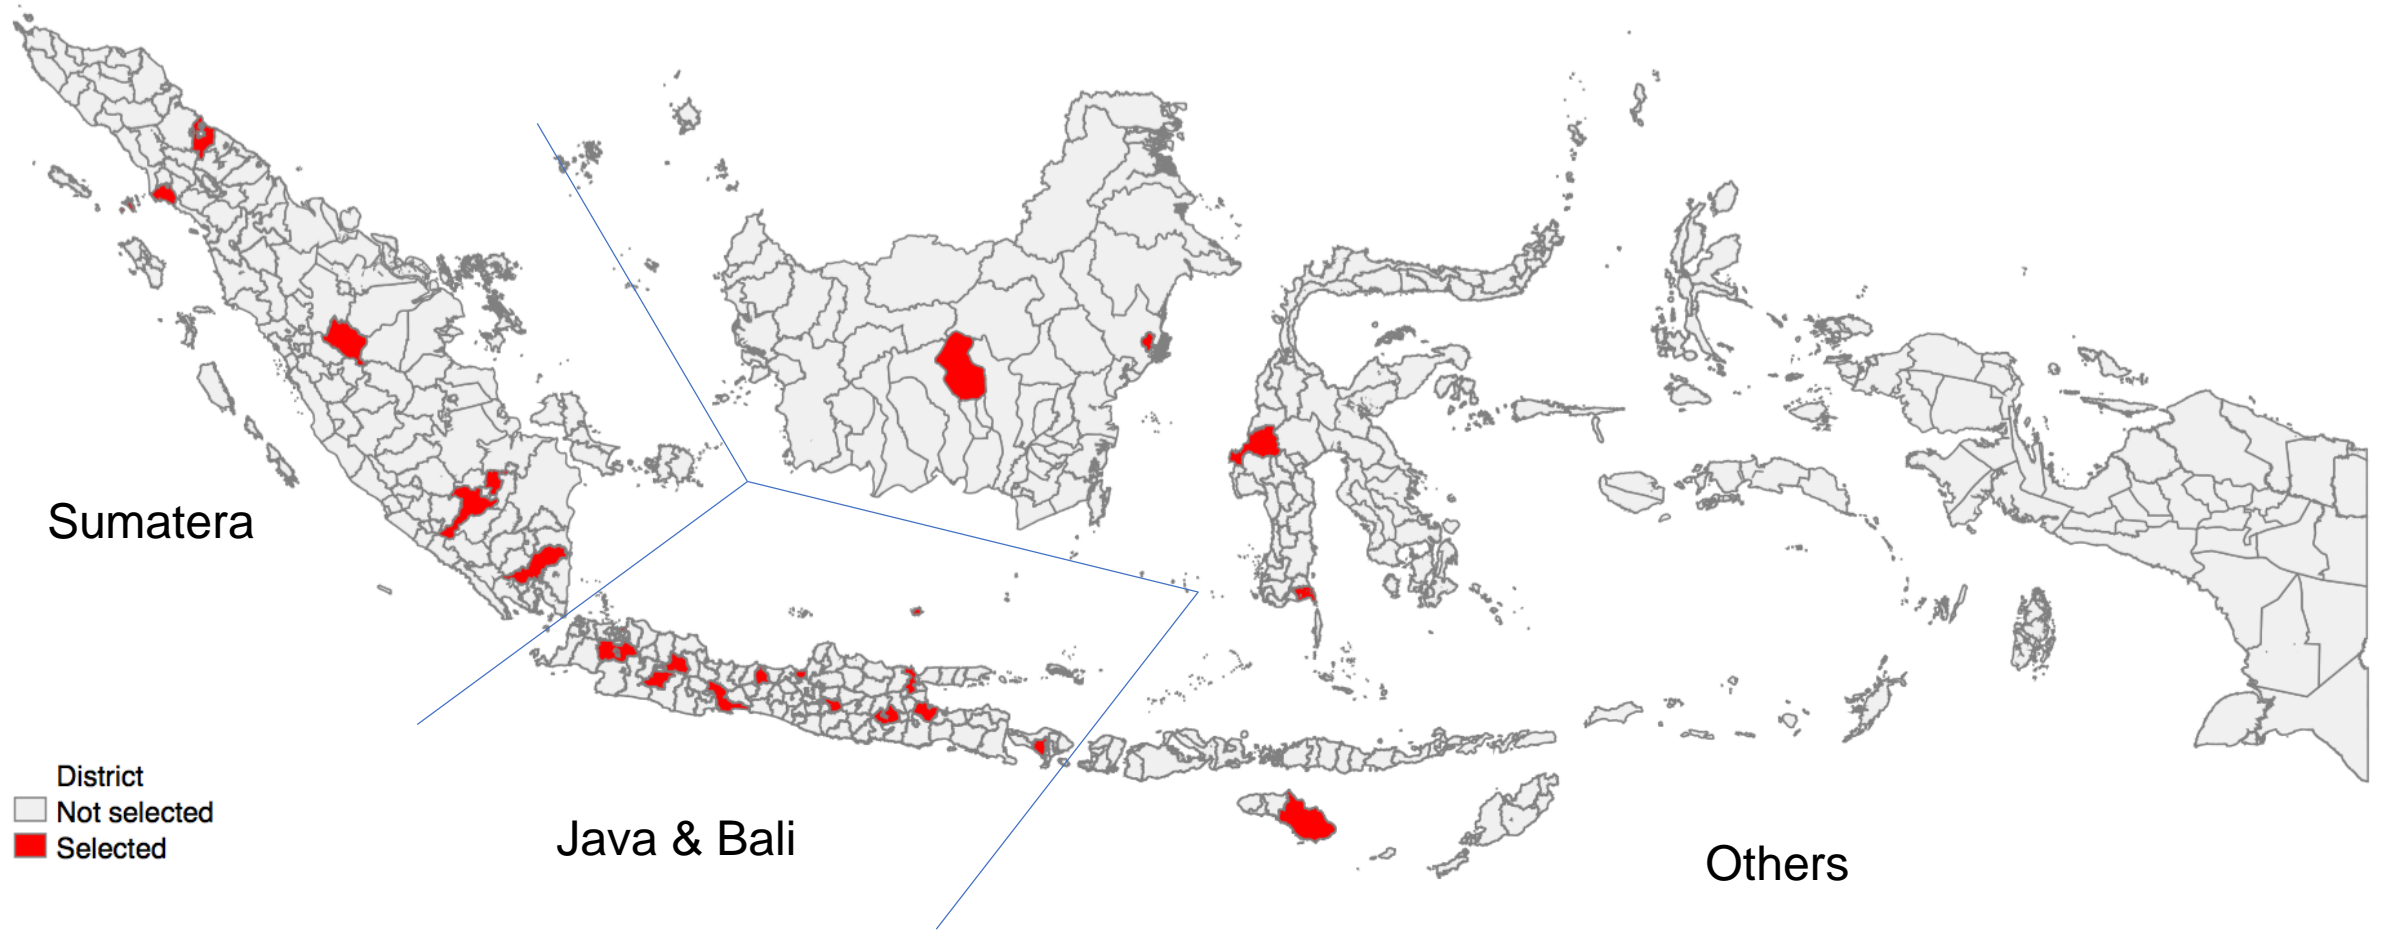 Sumatera
District
Not selected
Selected
Java & Bali
Others